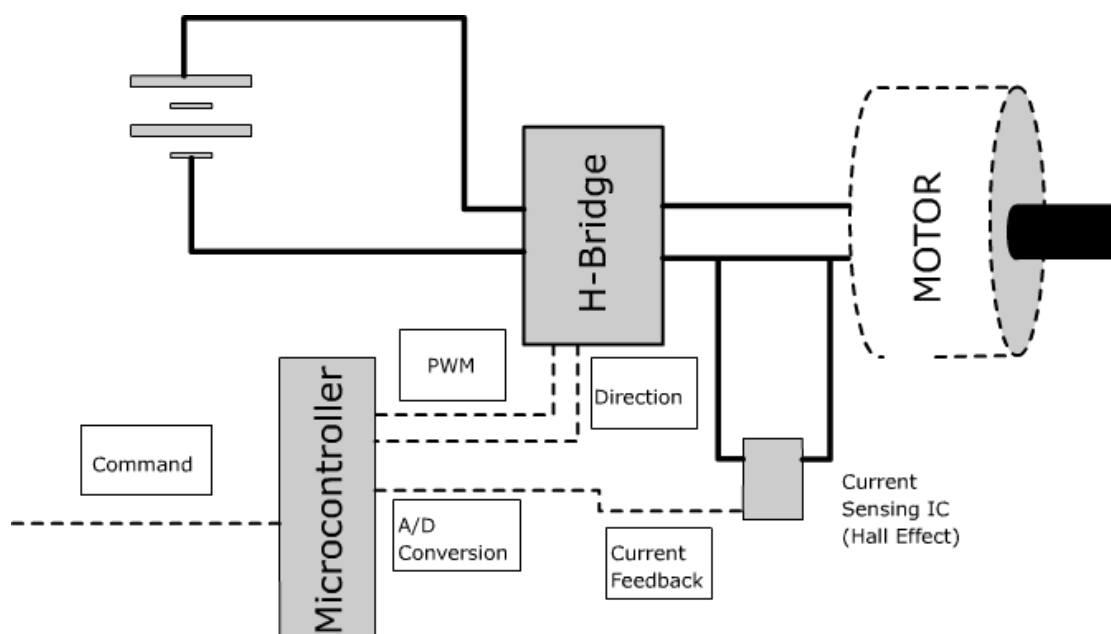 H-Bridge
MOTOR
PWM
Direction
Microcontroller
Command
A/D
Conversion
Current
Feedback
Current
Sensing IC
(Hall Effect)